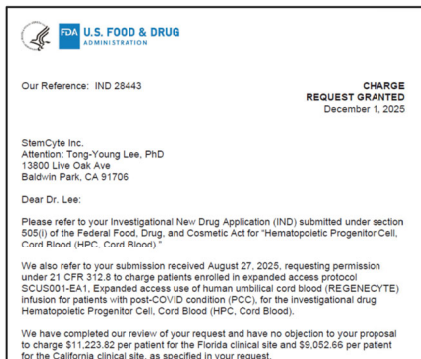 FDA U.S. FOOD & DRUG
ADMINISTRATION
Our Reference: IND 28443
CHARGE
REQUEST GRANTED
December 1, 2025
StemCyte Inc.
Attention: Tong-Young Lee, PhD
13800 Live Oak Ave
Baldwin Park, CA 91706
Dear Dr. Lee:
Please refer to your Investigational New Drug Application (IND) submitted under section
505(i) of the Federal Food, Drug, and Cosmetic Act for "Hematopoietic Progenitor Cell,
Cord Blood (HPC, Cord Blood)."
We also refer to your submission received August 27, 2025, requesting permission
under 21 CFR 312.8 to charge patients enrolled in expanded access protocol
SCUS001-EA1, Expanded access use of human umbilical cord blood (REGENECYTE)
infusion for patients with post-COVID condition (PCC), for the investigational drug
Hematopoietic Progenitor Cell, Cord Blood (HPC, Cord Blood).
We have completed our review of your request and have no objection to your proposal
to charge $11,223.82 per patient for the Florida clinical site and $9,052.66 per patent
for the California clinical site, as specified in your request.